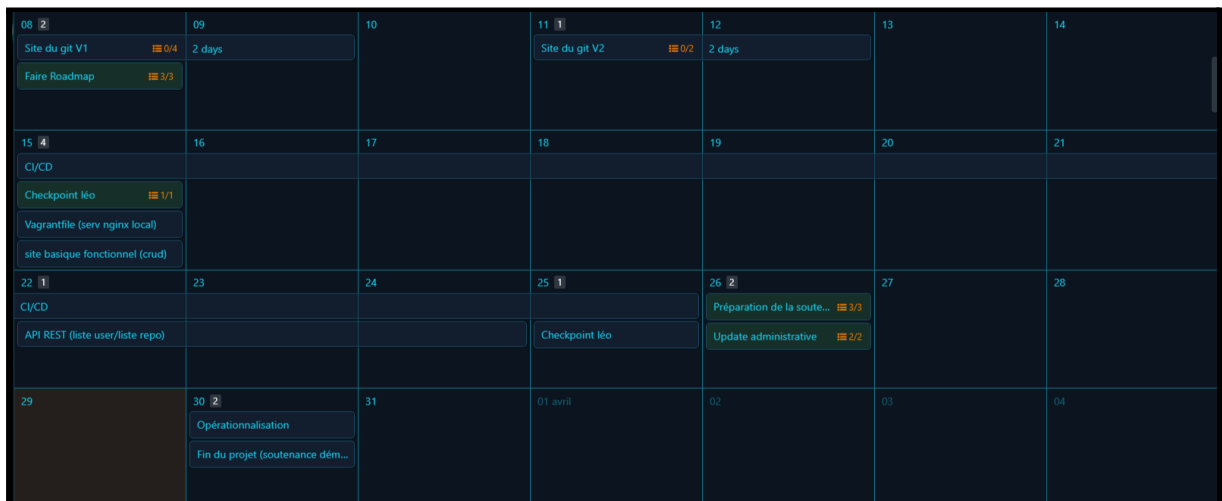 08 2 09 10 11 1 12 13 14
Site du git V1 0/4 2 days Site du git V2 0/2 2 days
Faire Roadmap 3/3
15 4 16 17 18 19 20 21
CI/CD
Checkpoint léo 1/1
Vagrantfile (serv nginx local)
site basique fonctionnel (crud)
22 1 23 24 25 1 26 2 27 28
CI/CD Préparation de la soute... 3/3
API REST (liste user/liste repo) Checkpoint léo Update administrative 2/2
29 30 2 31 01 avril 02 03 04
Opérationnalisation
Fin du projet (soutenance dém...